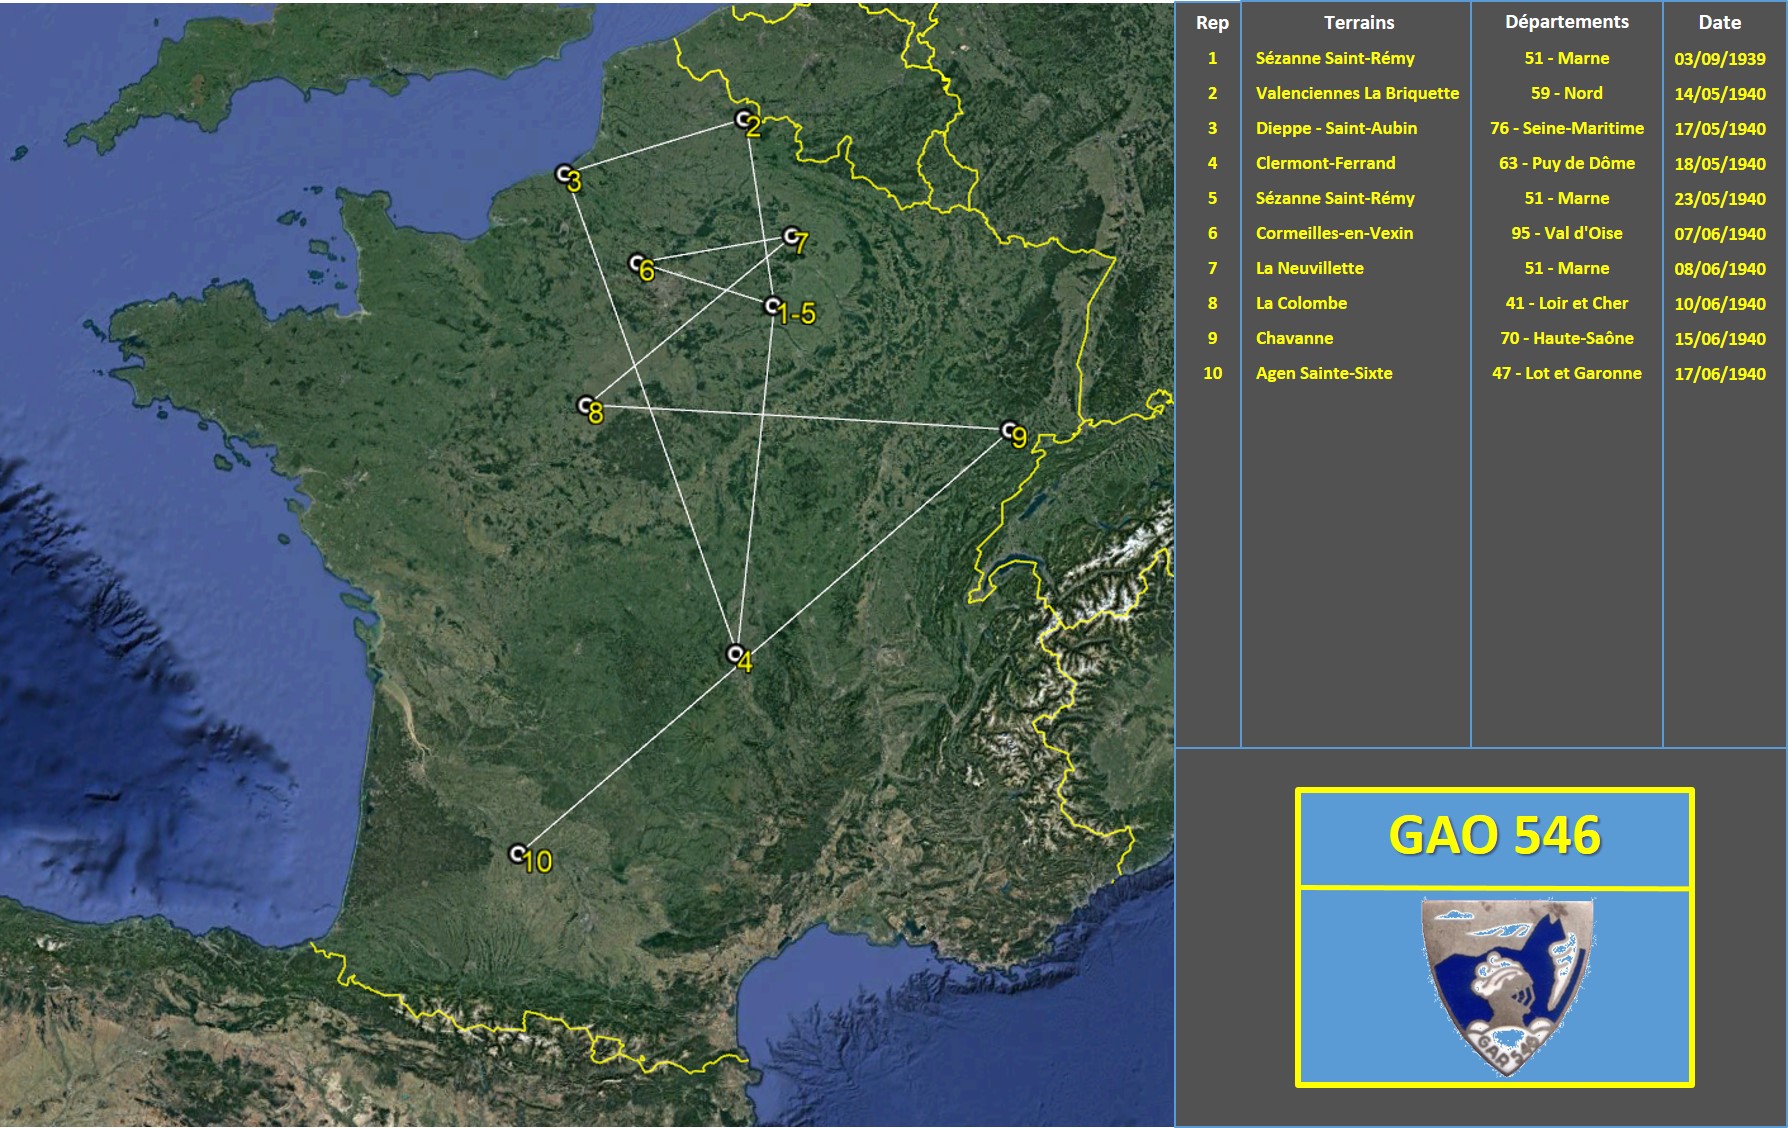 Rep Terrains Départements Date
1 Sézanne Saint-Rémy 51 - Marne 03/09/1939
2 Valenciennes La Briquette 59 - Nord 14/05/1940
3 Dieppe - Saint-Aubin 76 - Seine-Maritime 17/05/1940
4 Clermont-Ferrand 63 - Puy de Dôme 18/05/1940
5 Sézanne Saint-Rémy 51 - Marne 23/05/1940
6 Cormeilles-en-Vexin 95 - Val d'Oise 07/06/1940
7 La Neuvillette 51 - Marne 08/06/1940
8 La Colombe 41 - Loir et Cher 10/06/1940
9 Chavanne 70 - Haute-Saône 15/06/1940
10 Agen Sainte-Sixte 47 - Lot et Garonne 17/06/1940
2
3
7
6
1-5
8
9
4
10
GAO 546
GAR 546